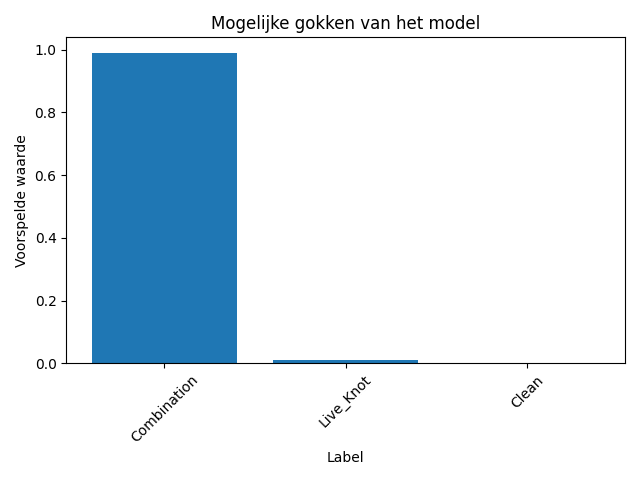 Mogelijke gokken van het model
Voorspelde waarde
1.0
0.8
0.6
0.4
0.2
0.0
Combination
Live_Knot
Clean
Label